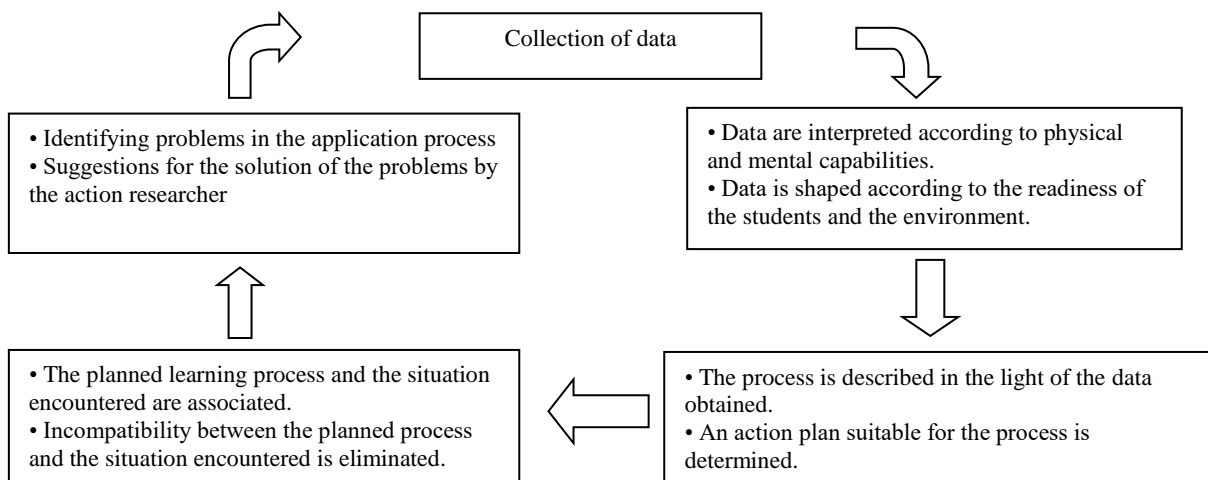 Collection of data
• Identifying problems in the application process
• Suggestions for the solution of the problems by
the action researcher
• Data are interpreted according to physical
and mental capabilities.
• Data is shaped according to the readiness of
the students and the environment.
• The planned learning process and the situation
encountered are associated.
• Incompatibility between the planned process
and the situation encountered is eliminated.
• The process is described in the light of the data
obtained.
• An action plan suitable for the process is
determined.